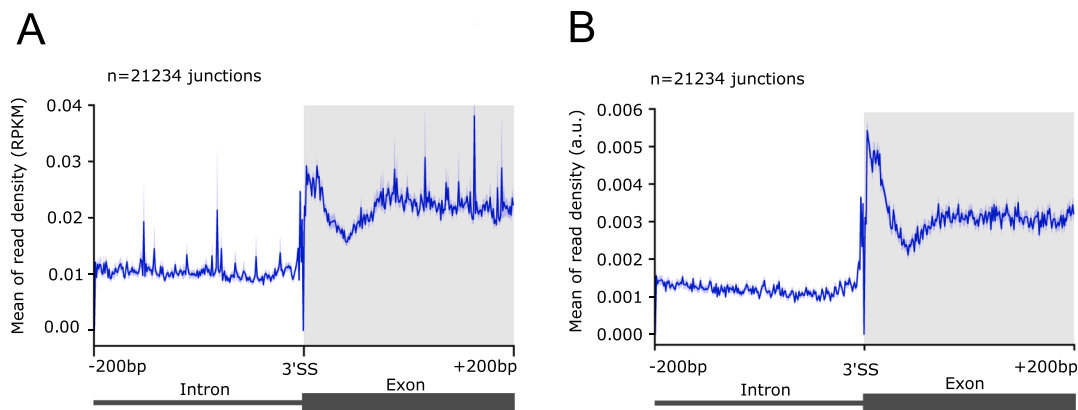 A
n=21234 junctions
Mean of read density (RPKM)
0.04
0.03
0.02
0.01
0.00
-200bp
3'SS
+200bp
Intron
Exon
B
n=21234 junctions
Mean of read density (a.u.)
0.006
0.005
0.004
0.003
0.002
0.001
0.000
-200bp
3'SS
+200bp
Intron
Exon